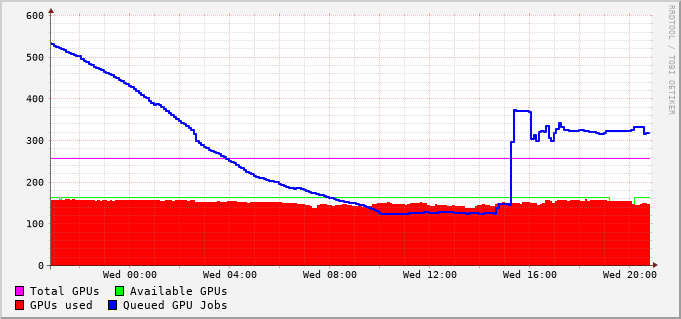 600
500
400
300
200
100
0
Wed 00:00 Wed 04:00 Wed 08:00 Wed 12:00 Wed 16:00 Wed 20:00
Total GPUs Available GPUs
GPUs used Queued GPU Jobs
RRDTOOL / TOBI OETIKER